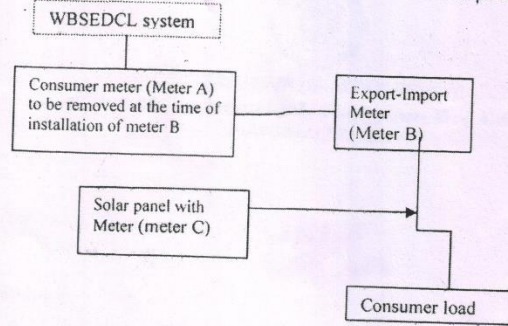 WBSEDCL system
Consumer meter (Meter A)
to be removed at the time of
installation of meter B
Export-Import
Meter
(Meter B)
Solar panel with
Meter (meter C)
Consumer load